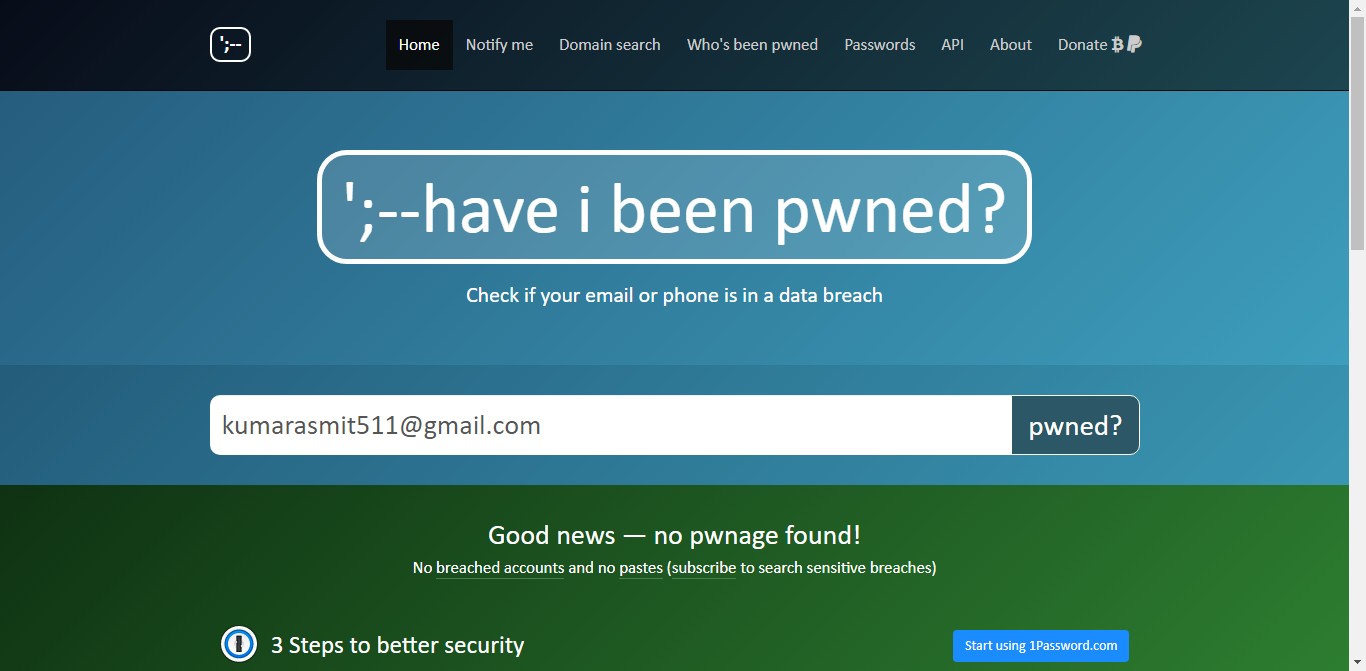 ';--
Home Notify me Domain search Who's been pwned Passwords API About Donate
';--have i been pwned?
Check if your email or phone is in a data breach
kumarasmit511@gmail.com pwned?
Good news — no pwnage found!
No breached accounts and no pastes (subscribe to search sensitive breaches)
3 Steps to better security Start using 1Password.com